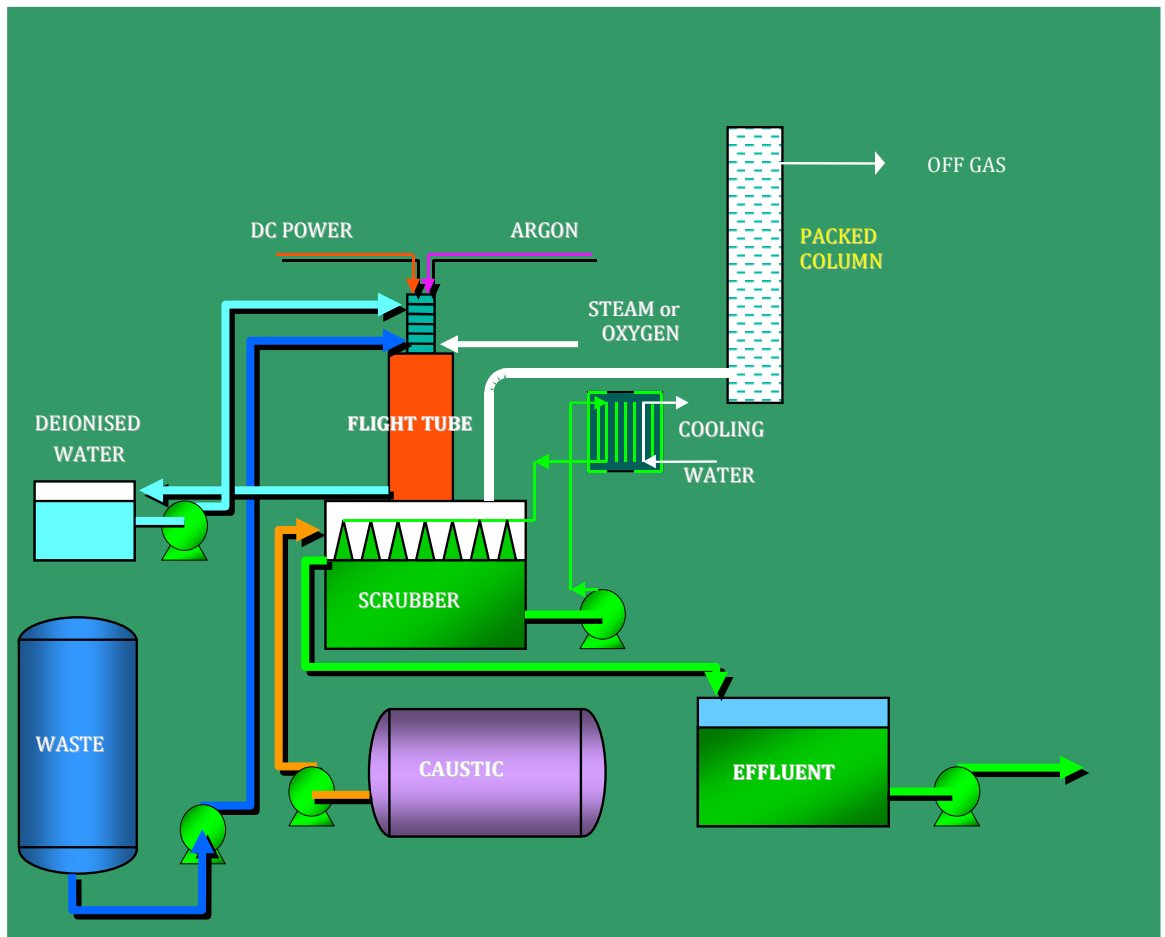 OFF GAS
DC POWER
ARGON
PACKED
COLUMN
STEAM or
OXYGEN
DEIONISED
WATER
FLIGHT TUBE
COOLING
WATER
SCRUBBER
WASTE
CAUSTIC
EFFLUENT